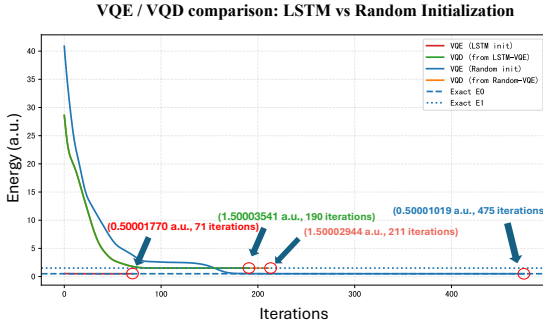 VQE / VQD comparison: LSTM vs Random Initialization
VQE (LSTM init)
VQD (from LSTM-VQE)
VQE (Random init)
VQD (from Random-VQE)
Exact E0
Exact E1
Energy (a.u.)
40
35
30
25
20
15
10
5
0
(0.50001770 a.u., 71 iterations)
(1.50003541 a.u., 190 iterations)
(1.50002944 a.u., 211 iterations)
(0.50001019 a.u., 475 iterations)
0
200
400
Iterations